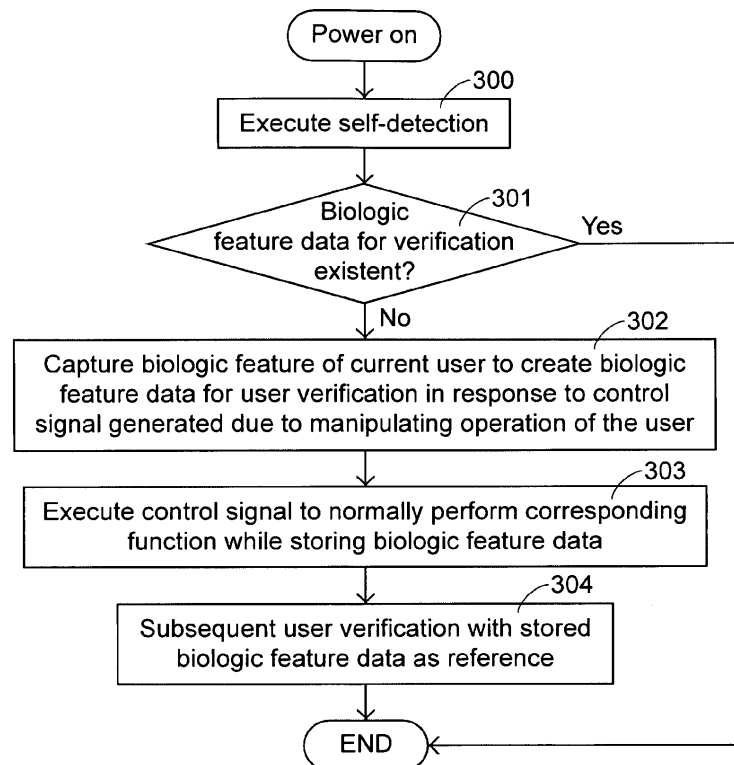 Power on
300
Execute self-detection
301
Biologic
feature data for verification
existent?
Yes
No
302
Capture biologic feature of current user to create biologic
feature data for user verification in response to control
signal generated due to manipulating operation of the user
303
Execute control signal to normally perform corresponding
function while storing biologic feature data
304
Subsequent user verification with stored
biologic feature data as reference
END